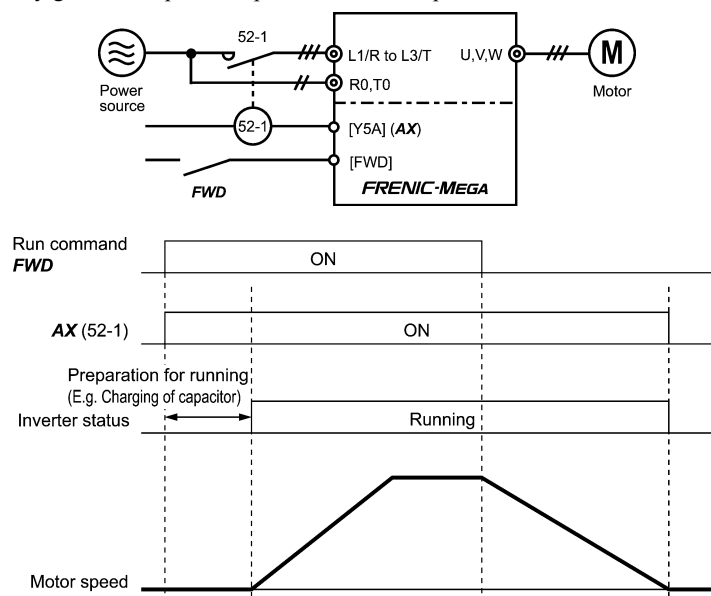 52-1
L1/R to L3/T
U,V,W
M
R0,T0
Power
source
Motor
52-1
[Y5A] (AX)
[FWD]
FWD
FRENIC-MEGA
Run command
FWD
ON
AX (52-1)
ON
Preparation for running
(E.g. Charging of capacitor)
Inverter status
Running
Motor speed